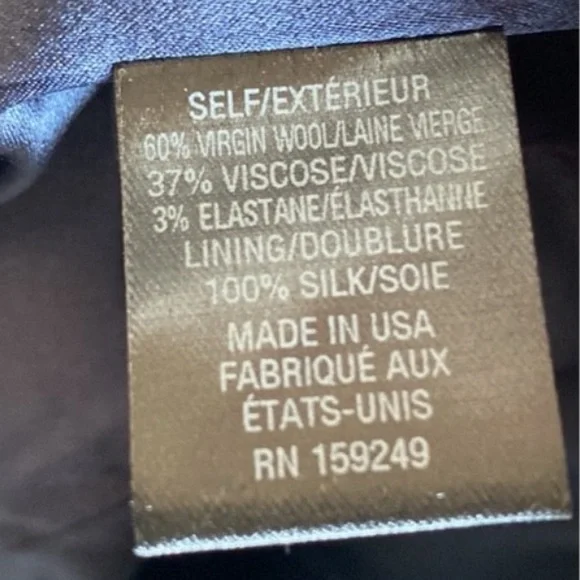 SELF/EXTÉRIEUR
60% VIRGIN WOOL/LAINE VIERGE
37% VISCOSE/VISCOSE
3% ELASTANE/ÉLASTHANNE
LINING/DOUBLURE
100% SILK/SOIE
MADE IN USA
FABRIQUÉ AUX
ÉTATS-UNIS
RN 159249